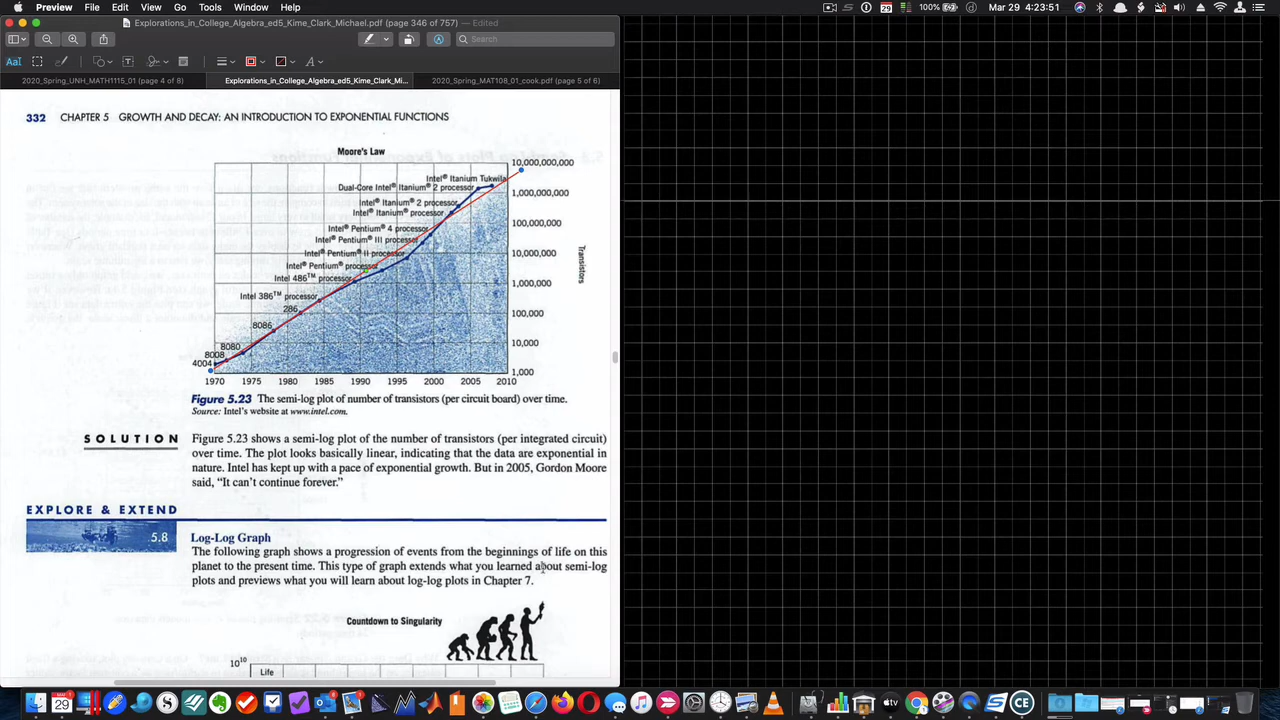 Preview File Edit View Go Tools Window Help
100%
Wed Jan 29 4:23:51
Explorations_in_College_Algebra_ed5_Kime_Clark_Michael.pdf (page 346 of 757) — Edited
Search
2020_Spring_UNH_MATH1115_01 (page 4 of 8)
Explorations_in_College_Algebra_ed5_Kime_Clark_Mi...
2020_Spring_MAT108_01_cook.pdf (page 5 of 6)
332 CHAPTER 5 GROWTH AND DECAY: AN INTRODUCTION TO EXPONENTIAL FUNCTIONS
Moore's Law
10,000,000,000
Intel® Itanium Tukwila
Dual-Core Intel® Itanium® 2 processor
1,000,000,000
Intel® Itanium® 2 processor
Intel® Itanium® processor
100,000,000
Intel® Pentium® 4 processor
Intel® Pentium® III processor
Intel® Pentium® II processor
10,000,000
Transistors
Intel® Pentium® processor
Intel 486™ processor
1,000,000
Intel 386™ processor
286
100,000
8086
10,000
8080
8008
4004
1,000
1970 1975 1980 1985 1990 1995 2000 2005 2010
Figure 5.23 The semi-log plot of number of transistors (per circuit board) over time.
Source: Intel's website at www.intel.com.
SOLUTION
Figure 5.23 shows a semi-log plot of the number of transistors (per integrated circuit)
over time. The plot looks basically linear, indicating that the data are exponential in
nature. Intel has kept up with a pace of exponential growth. But in 2005, Gordon Moore
said, "It can't continue forever."
EXPLORE & EXTEND
5.8
Log-Log Graph
The following graph shows a progression of events from the beginnings of life on this
planet to the present time. This type of graph extends what you learned about semi-log
plots and previews what you will learn about log-log plots in Chapter 7.
Countdown to Singularity
10¹⁰
Life